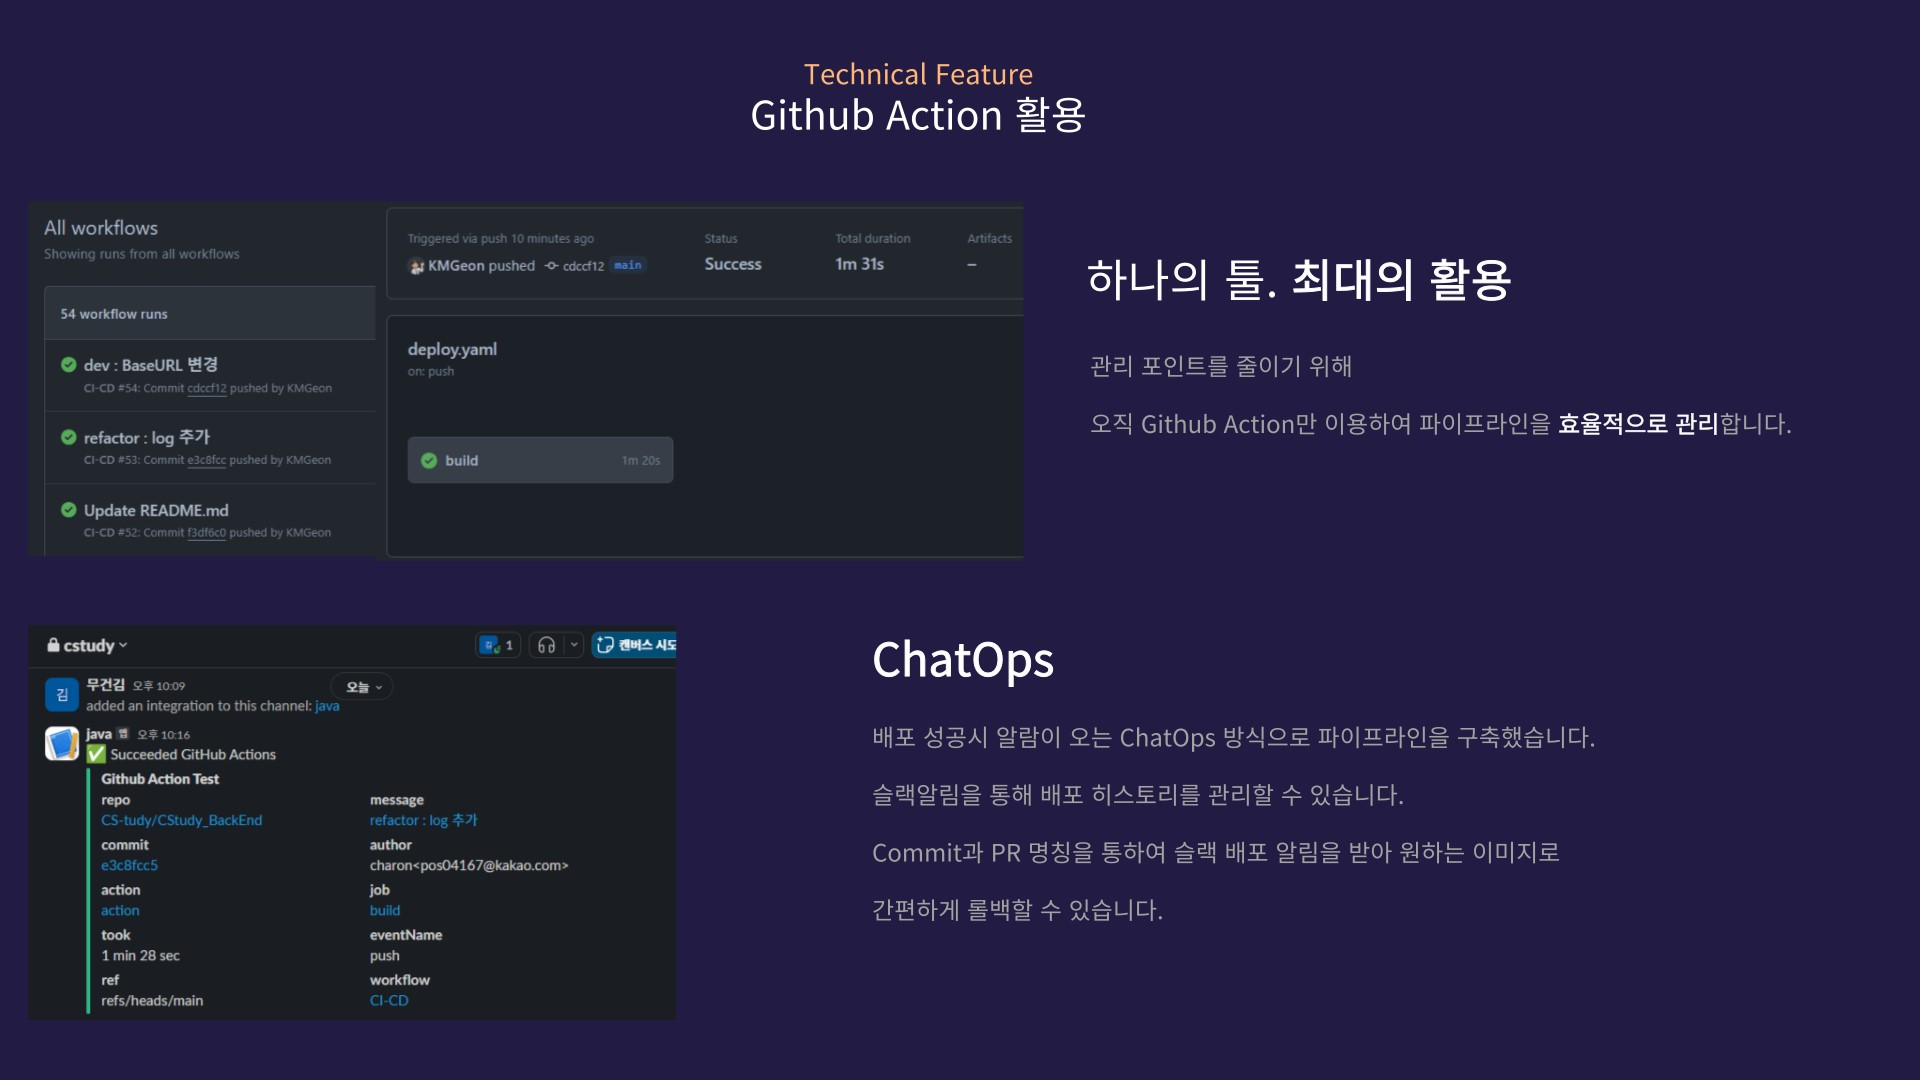 Technical Feature
Github Action 활용
All workflows
Showing runs from all workflows
54 workflow runs
dev : BaseURL 변경
CI-CD #54: Commit cdccf12 pushed by KMGeon
refactor : log 추가
CI-CD #53: Commit e3c8fcc pushed by KMGeon
Update README.md
CI-CD #52: Commit f3df6c0 pushed by KMGeon
Triggered via push 10 minutes ago
KMGeon pushed cdccf12 main
Status
Success
Total duration
1m 31s
Artifacts
–
deploy.yaml
on: push
build 1m 20s
하나의 툴. 최대의 활용
관리 포인트를 줄이기 위해
오직 Github Action만 이용하여 파이프라인을 효율적으로 관리합니다.
cstudy
1
캔버스 시도
오늘
김
무건김 오후 10:09
added an integration to this channel: java
java 앱 오후 10:16
Succeeded GitHub Actions
Github Action Test
repo message
CS-tudy/CStudy_BackEnd refactor : log 추가
commit author
e3c8fcc5 charon<pos04167@kakao.com>
action job
action build
took eventName
1 min 28 sec push
ref workflow
refs/heads/main CI-CD
ChatOps
배포 성공시 알람이 오는 ChatOps 방식으로 파이프라인을 구축했습니다.
슬랙알림을 통해 배포 히스토리를 관리할 수 있습니다.
Commit과 PR 명칭을 통하여 슬랙 배포 알림을 받아 원하는 이미지로
간편하게 롤백할 수 있습니다.